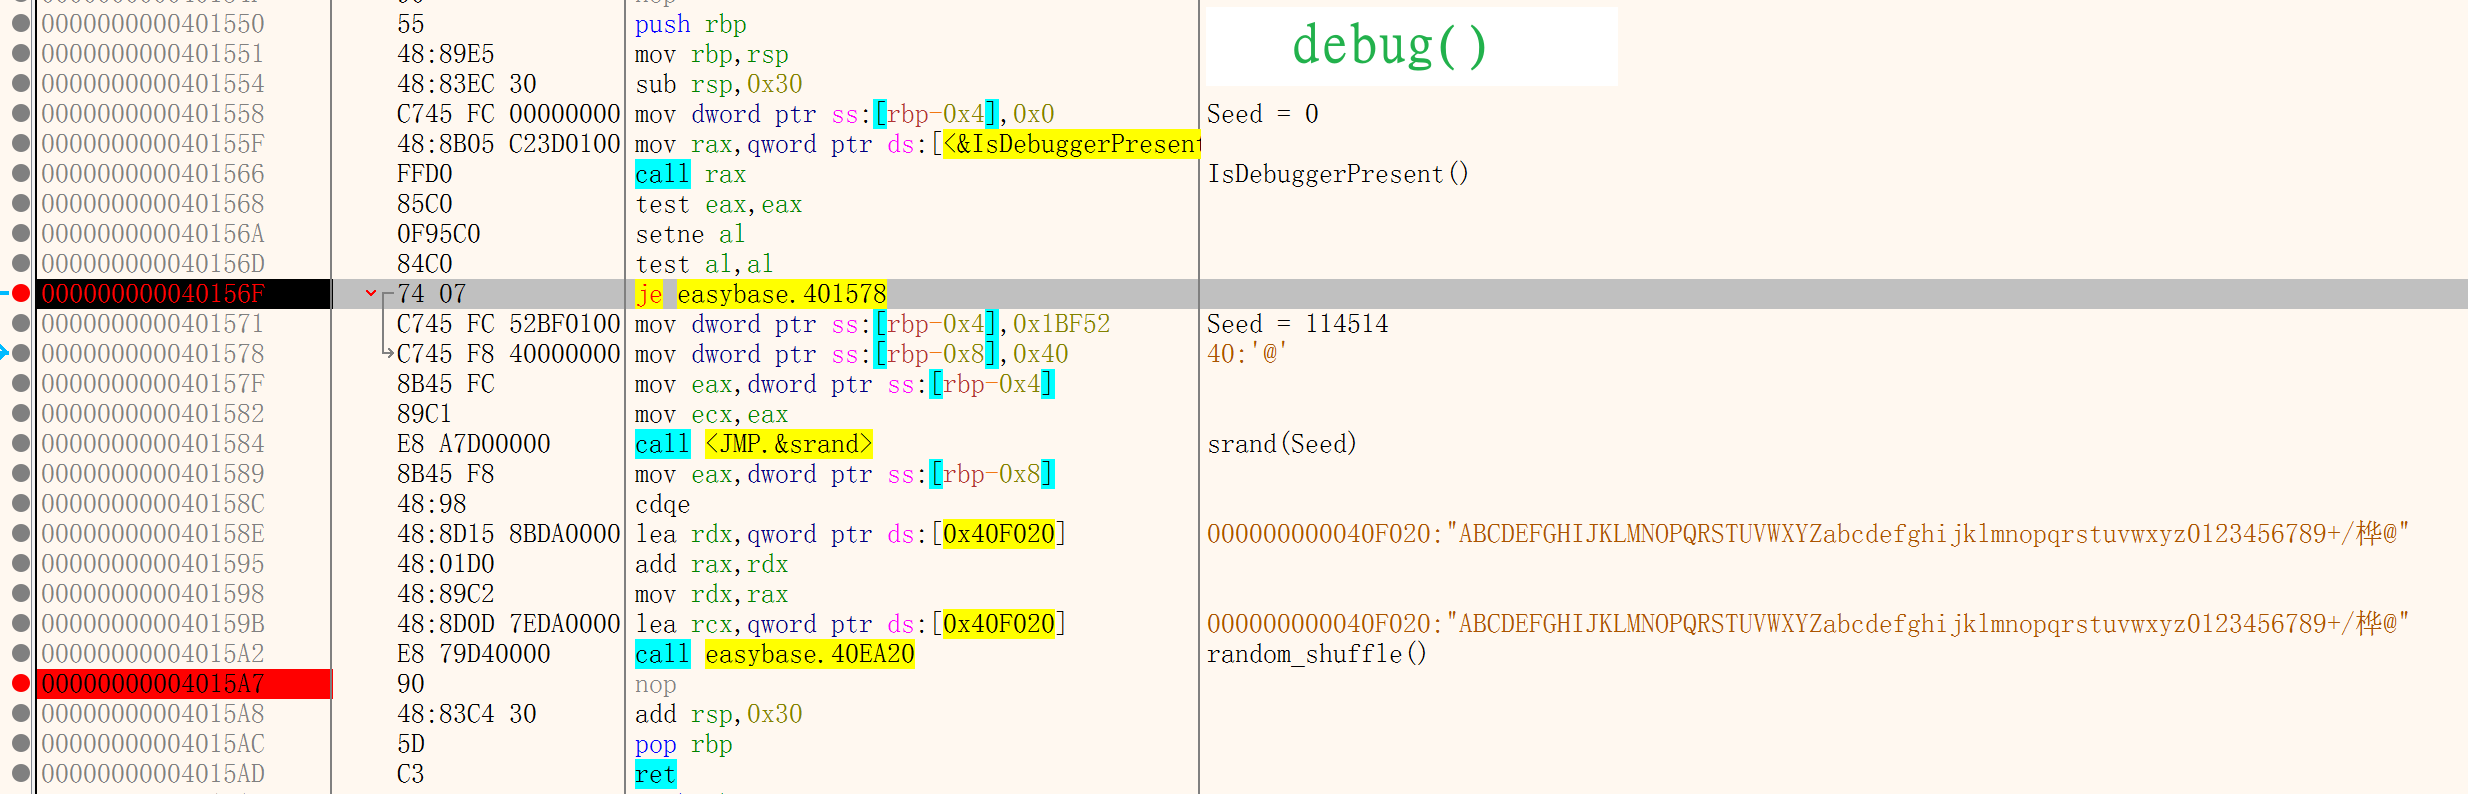 debug()
0000000000401550 55 push rbp
0000000000401551 48:89E5 mov rbp,rsp
0000000000401554 48:83EC 30 sub rsp,0x30
0000000000401558 C745 FC 00000000 mov dword ptr ss:[rbp-0x4],0x0 Seed = 0
000000000040155F 48:8B05 C23D0100 mov rax,qword ptr ds:[<&IsDebuggerPresent
0000000000401566 FFD0 call rax IsDebuggerPresent()
0000000000401568 85C0 test eax,eax
000000000040156A 0F95C0 setne al
000000000040156D 84C0 test al,al
000000000040156F 74 07 je easybase.401578
0000000000401571 C745 FC 52BF0100 mov dword ptr ss:[rbp-0x4],0x1BF52 Seed = 114514
0000000000401578 C745 F8 40000000 mov dword ptr ss:[rbp-0x8],0x40 40:'@'
000000000040157F 8B45 FC mov eax,dword ptr ss:[rbp-0x4]
0000000000401582 89C1 mov ecx,eax
0000000000401584 E8 A7D00000 call <JMP.&srand> srand(Seed)
0000000000401589 8B45 F8 mov eax,dword ptr ss:[rbp-0x8]
000000000040158C 48:98 cdqe
000000000040158E 48:8D15 8BDA0000 lea rdx,qword ptr ds:[0x40F020] 000000000040F020:"ABCDEFGHIJKLMNOPQRSTUVWXYZabcdefghijklmnopqrstuvwxyz0123456789+/桦@"
0000000000401595 48:01D0 add rax,rdx
0000000000401598 48:89C2 mov rdx,rax
000000000040159B 48:8D0D 7EDA0000 lea rcx,qword ptr ds:[0x40F020] 000000000040F020:"ABCDEFGHIJKLMNOPQRSTUVWXYZabcdefghijklmnopqrstuvwxyz0123456789+/桦@"
00000000004015A2 E8 79D40000 call easybase.40EA20 random_shuffle()
00000000004015A7 90 nop
00000000004015A8 48:83C4 30 add rsp,0x30
00000000004015AC 5D pop rbp
00000000004015AD C3 ret